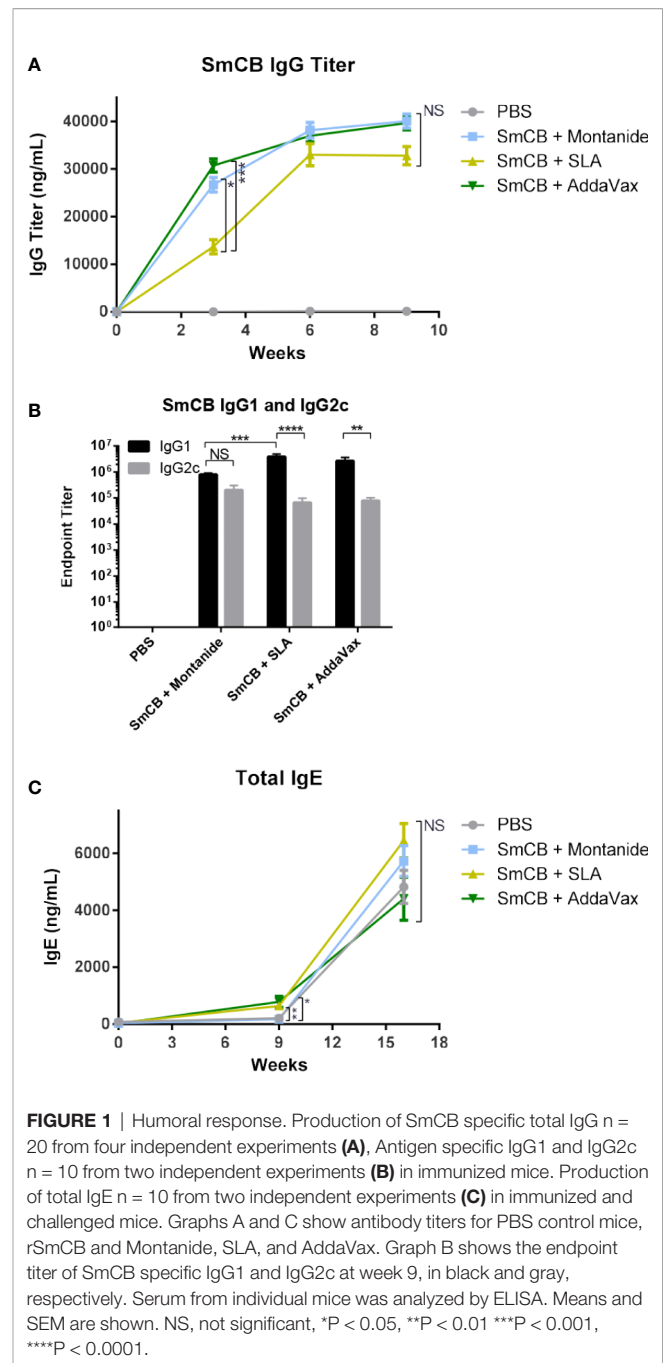 A
SmCB IgG Titer
IgG Titer (ng/mL)
40000
30000
20000
10000
0
0 2 4 6 8 10
Weeks
*
***
NS
PBS
SmCB + Montanide
SmCB + SLA
SmCB + AddaVax
B
SmCB IgG1 and IgG2c
IgG1
IgG2c
Endpoint Titer
10⁷
10⁶
10⁵
10⁴
10³
10²
10¹
10⁰
NS
***
****
**
PBS
SmCB + Montanide
SmCB + SLA
SmCB + AddaVax
C
Total IgE
IgE (ng/mL)
6000
4000
2000
0
0 3 6 9 12 15 18
Weeks
**
*
NS
PBS
SmCB + Montanide
SmCB + SLA
SmCB + AddaVax
FIGURE 1 | Humoral response. Production of SmCB specific total IgG n =
20 from four independent experiments (A), Antigen specific IgG1 and IgG2c
n = 10 from two independent experiments (B) in immunized mice. Production
of total IgE n = 10 from two independent experiments (C) in immunized and
challenged mice. Graphs A and C show antibody titers for PBS control mice,
rSmCB and Montanide, SLA, and AddaVax. Graph B shows the endpoint
titer of SmCB specific IgG1 and IgG2c at week 9, in black and gray,
respectively. Serum from individual mice was analyzed by ELISA. Means and
SEM are shown. NS, not significant, *P < 0.05, **P < 0.01 ***P < 0.001,
****P < 0.0001.